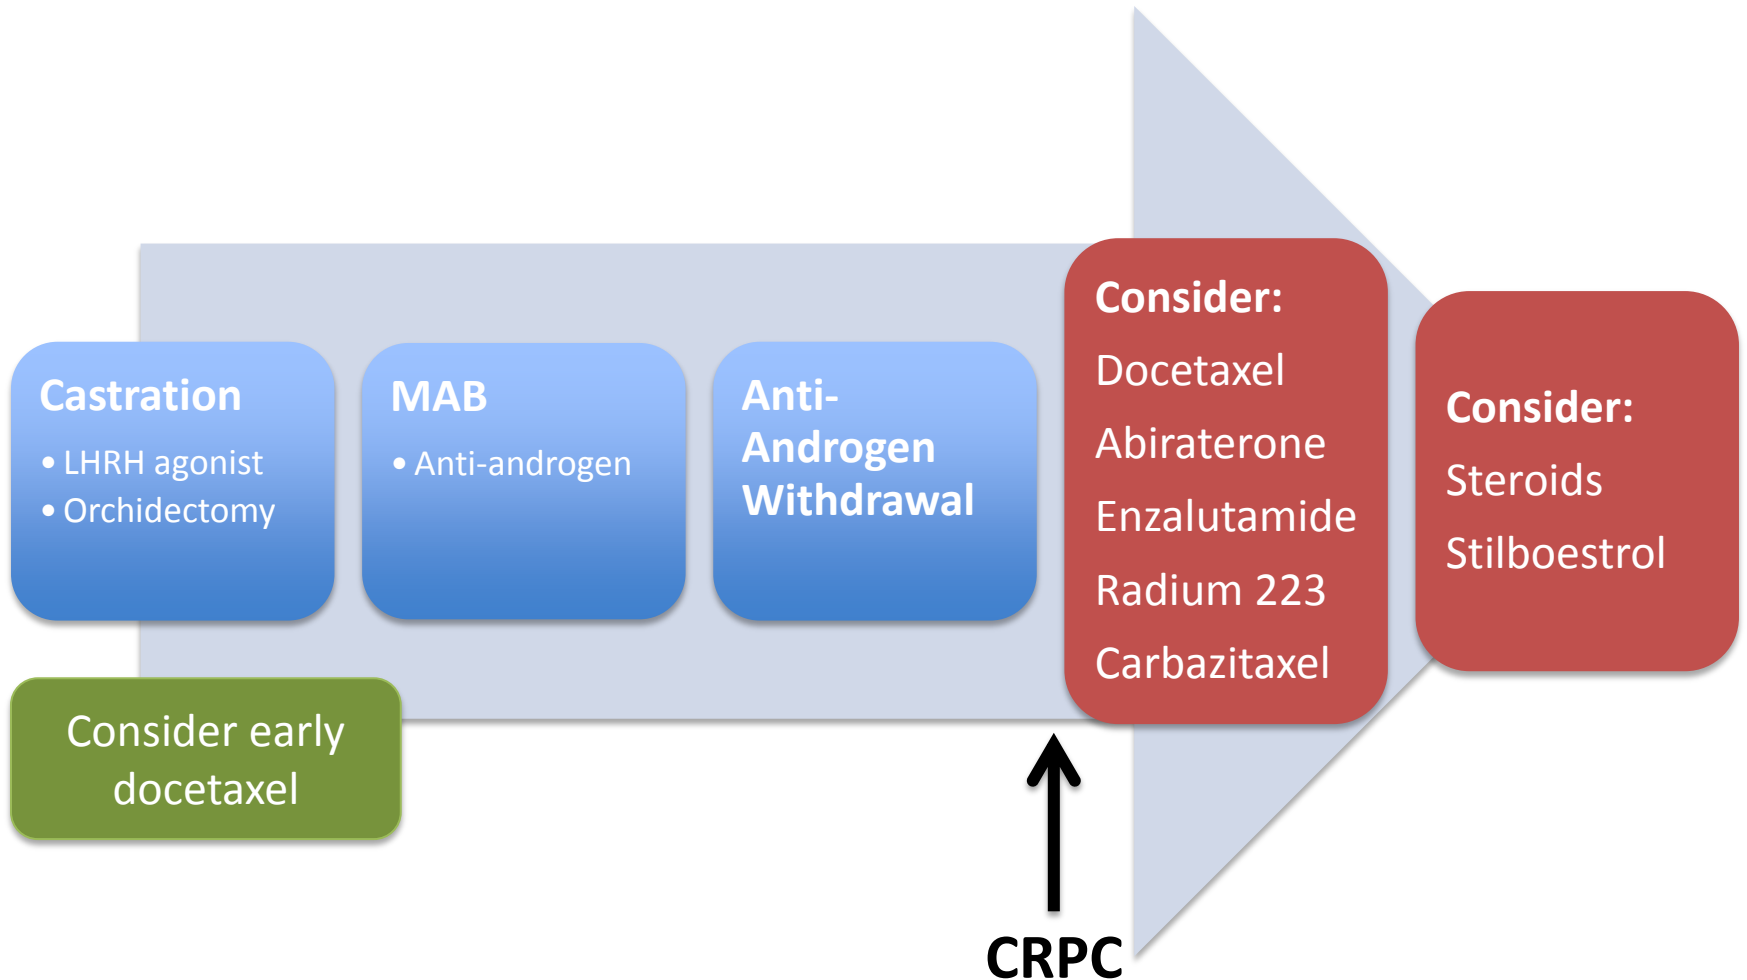 Castration
• LHRH agonist
• Orchidectomy
MAB
• Anti-androgen
Anti-
Androgen
Withdrawal
Consider:
Docetaxel
Abiraterone
Enzalutamide
Radium 223
Carbazitaxel
Consider:
Steroids
Stilboestrol
Consider early
docetaxel
CRPC